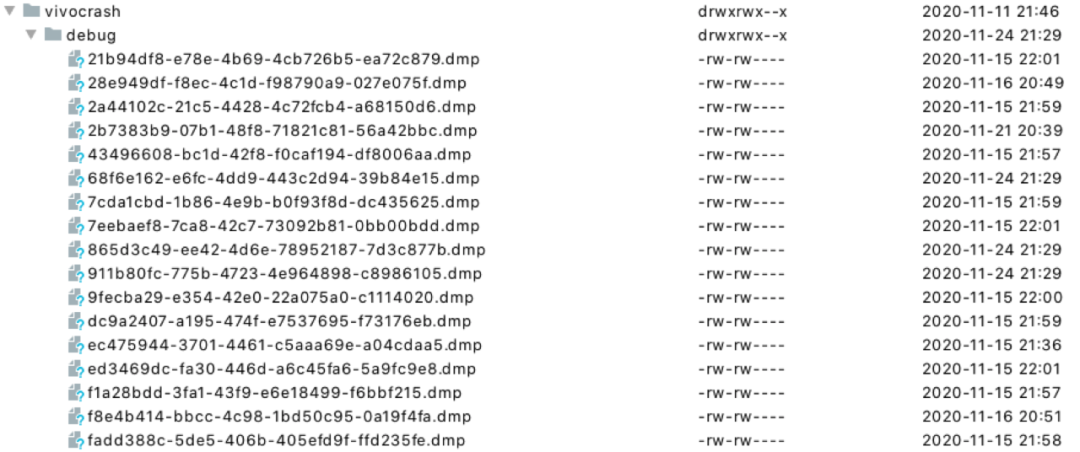 vivocrash drwxrwx--x 2020-11-11 21:46
debug drwxrwx--x 2020-11-24 21:29
21b94df8-e78e-4b69-4cb726b5-ea72c879.dmp -rw-rw---- 2020-11-15 22:01
28e949df-f8ec-4c1d-f98790a9-027e075f.dmp -rw-rw---- 2020-11-16 20:49
2a44102c-21c5-4428-4c72fcb4-a68150d6.dmp -rw-rw---- 2020-11-15 21:59
2b7383b9-07b1-48f8-71821c81-56a42bbc.dmp -rw-rw---- 2020-11-21 20:39
43496608-bc1d-42f8-f0caf194-df8006aa.dmp -rw-rw---- 2020-11-15 21:57
68f6e162-e6fc-4dd9-443c2d94-39b84e15.dmp -rw-rw---- 2020-11-24 21:29
7cda1cbd-1b86-4e9b-b0f93f8d-dc435625.dmp -rw-rw---- 2020-11-15 21:59
7eebaef8-7ca8-42c7-73092b81-0bb00bdd.dmp -rw-rw---- 2020-11-15 22:01
865d3c49-ee42-4d6e-78952187-7d3c877b.dmp -rw-rw---- 2020-11-24 21:29
911b80fc-775b-4723-4e964898-c8986105.dmp -rw-rw---- 2020-11-24 21:29
9fecba29-e354-42e0-22a075a0-c1114020.dmp -rw-rw---- 2020-11-15 22:00
dc9a2407-a195-474f-e7537695-f73176eb.dmp -rw-rw---- 2020-11-15 21:59
ec475944-3701-4461-c5aaa69e-a04cdaa5.dmp -rw-rw---- 2020-11-15 21:36
ed3469dc-fa30-446d-a6c45fa6-5a9fc9e8.dmp -rw-rw---- 2020-11-15 22:01
f1a28bdd-3fa1-43f9-e6e18499-f6bbf215.dmp -rw-rw---- 2020-11-15 21:57
f8e4b414-bbcc-4c98-1bd50c95-0a19f4fa.dmp -rw-rw---- 2020-11-16 20:51
fadd388c-5de5-406b-405efd9f-ffd235fe.dmp -rw-rw---- 2020-11-15 21:58